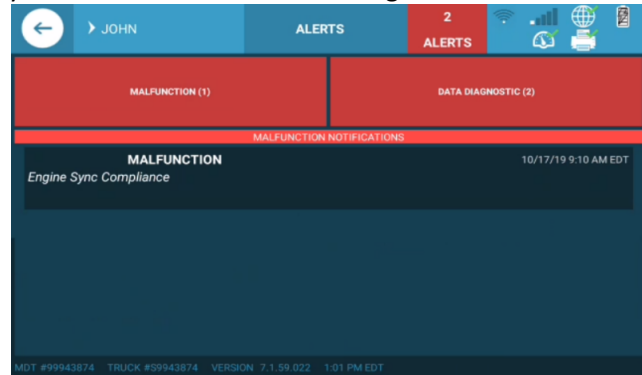 JOHN
ALERTS
2
ALERTS
MALFUNCTION (1)
DATA DIAGNOSTIC (2)
MALFUNCTION NOTIFICATIONS
MALFUNCTION
10/17/19 9:10 AM EDT
Engine Sync Compliance
MDT #99943874 TRUCK #S9943874 VERSION 7.1.59.022 1:01 PM EDT